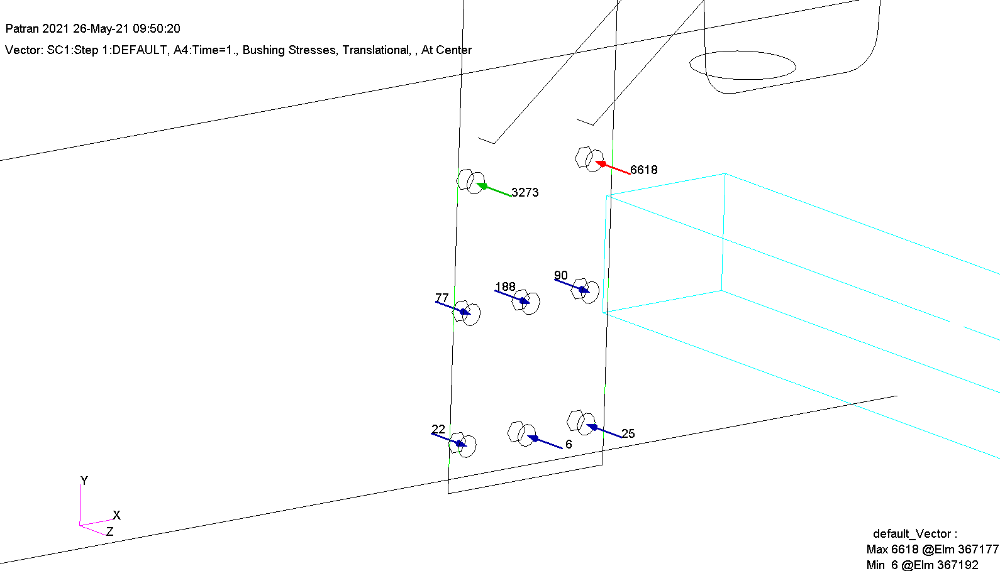 Patran 2021 26-May-21 09:50:20
Vector: SC1:Step 1:DEFAULT, A4:Time=1., Bushing Stresses, Translational, , At Center
6618
3273
90
188
77
22
25
6
Y
X
Z
default_Vector :
Max 6618 @Elm 367177
Min 6 @Elm 367192